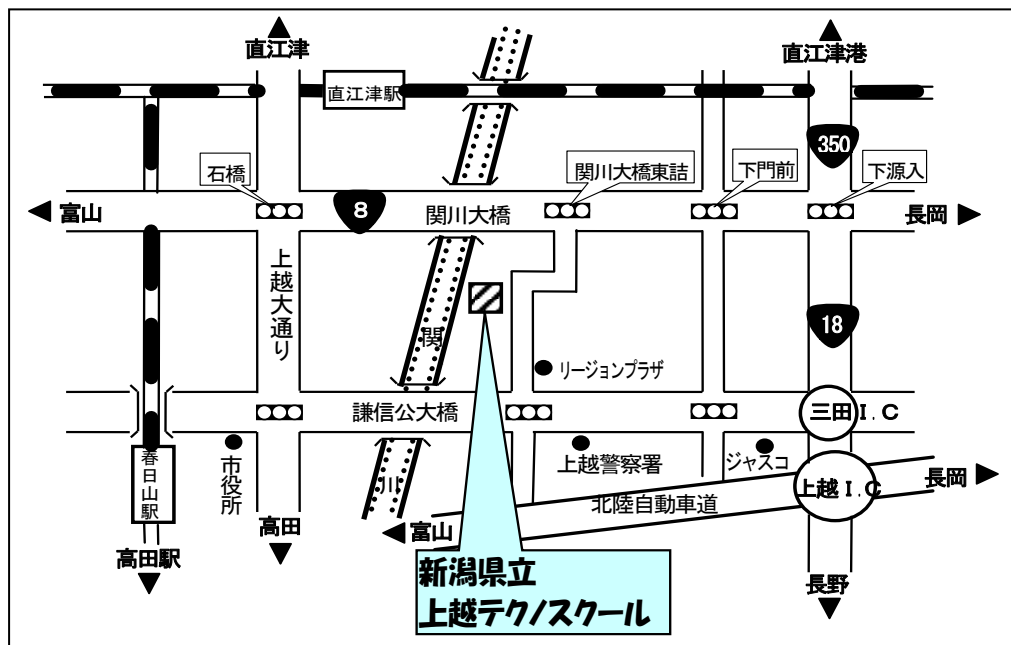 直江津
直江津港
直江津駅
350
石橋
関川大橋東詰
下門前
下源入
富山
8
関川大橋
長岡
上越大通り
関
18
リージョンプラザ
謙信公大橋
三田I.C
春日山駅
市役所
川
上越警察署
ジャスコ
上越I.C
長岡
高田
富山
北陸自動車道
高田駅
長野
新潟県立
上越テクノスクール